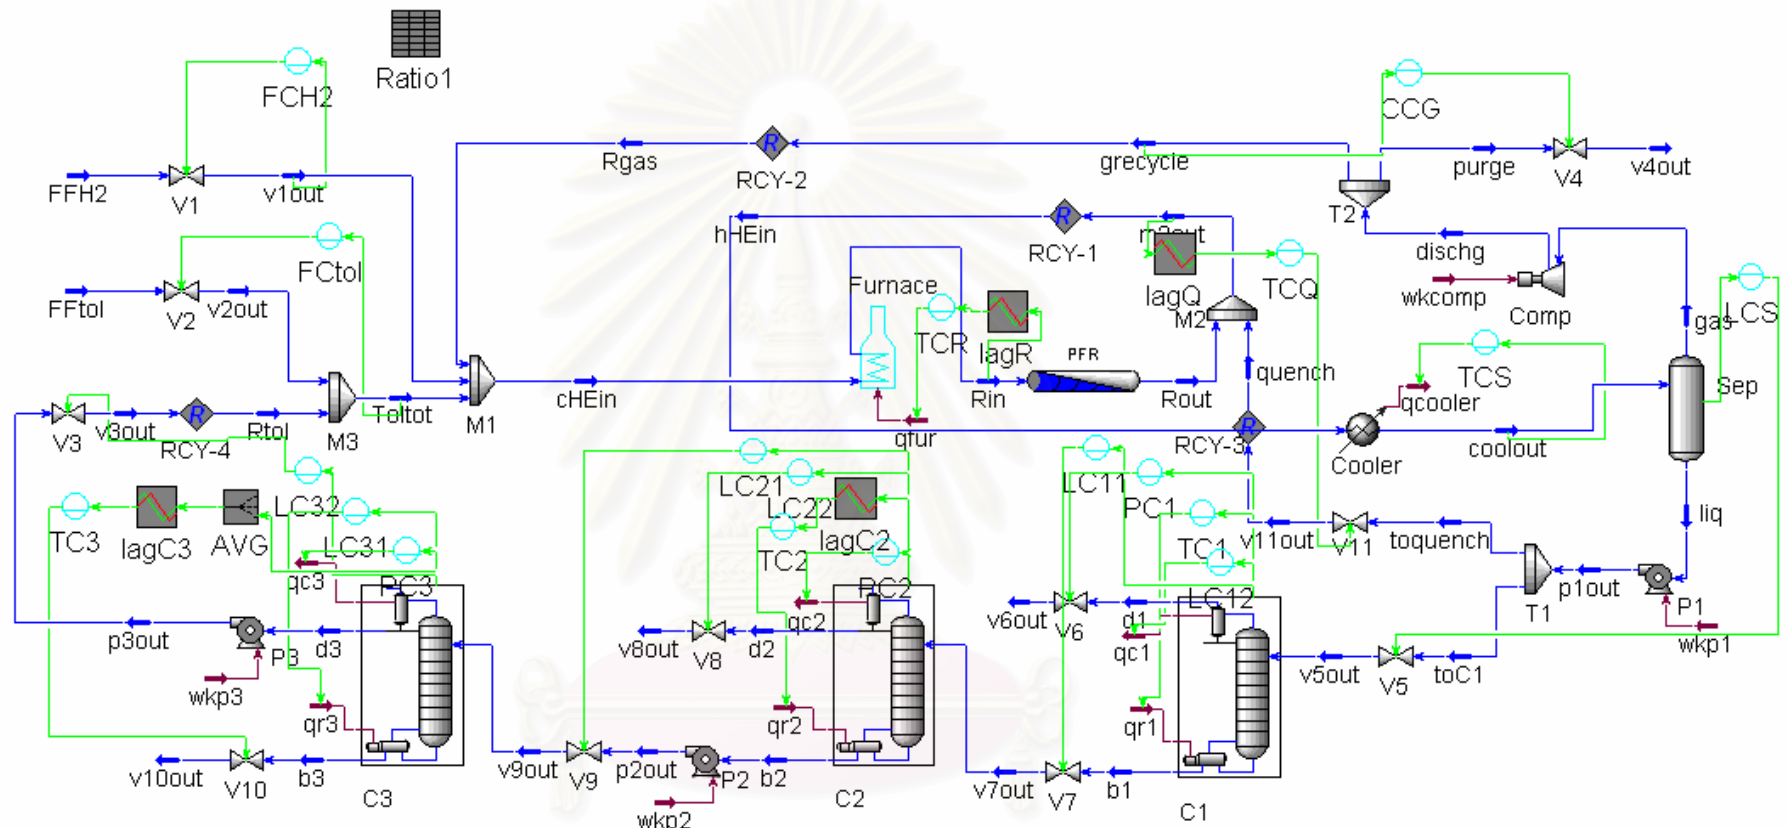 Ratio1
FCH2
CCG
FFH2
V1
v1out
Rgas
RCY-2
grecycle
purge
V4
v4out
T2
FCtol
hHEin
RCY-1
m2out
lagQ
TCQ
dischg
wkcomp
Comp
gas
LCS
FFtol
V2
v2out
Furnace
TCR
lagR
M2
PFR
quench
TCS
Sep
V3
v3out
RCY-4
Rtol
M3
Toltot
M1
cHEin
qfur
Rin
Rout
RCY-3
qcooler
Cooler
coolout
TC3
lagC3
AVG
LC32
LC31
LC21
LC22
lagC2
TC2
LC11
PC1
TC1
v11out
V11
toquench
liq
qc3
PC3
qc2
PC2
LC12
v6out
V6
d1
qc1
T1
p1out
P1
wkp1
p3out
P3
d3
wkp3
v8out
V8
d2
v5out
V5
toC1
qr3
qr2
qr1
v10out
V10
b3
C3
v9out
V9
p2out
P2
b2
wkp2
C2
v7out
V7
b1
C1